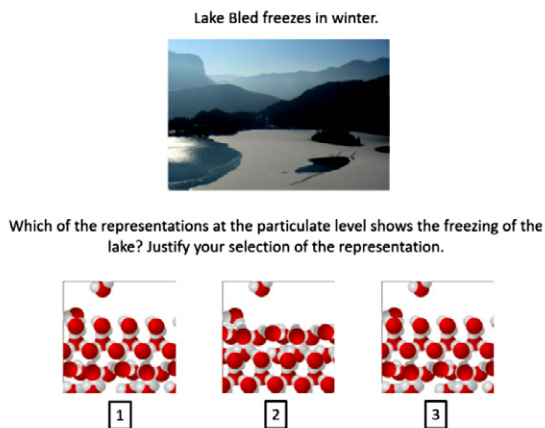 Lake Bled freezes in winter.
Which of the representations at the particulate level shows the freezing of the
lake? Justify your selection of the representation.
1
2
3